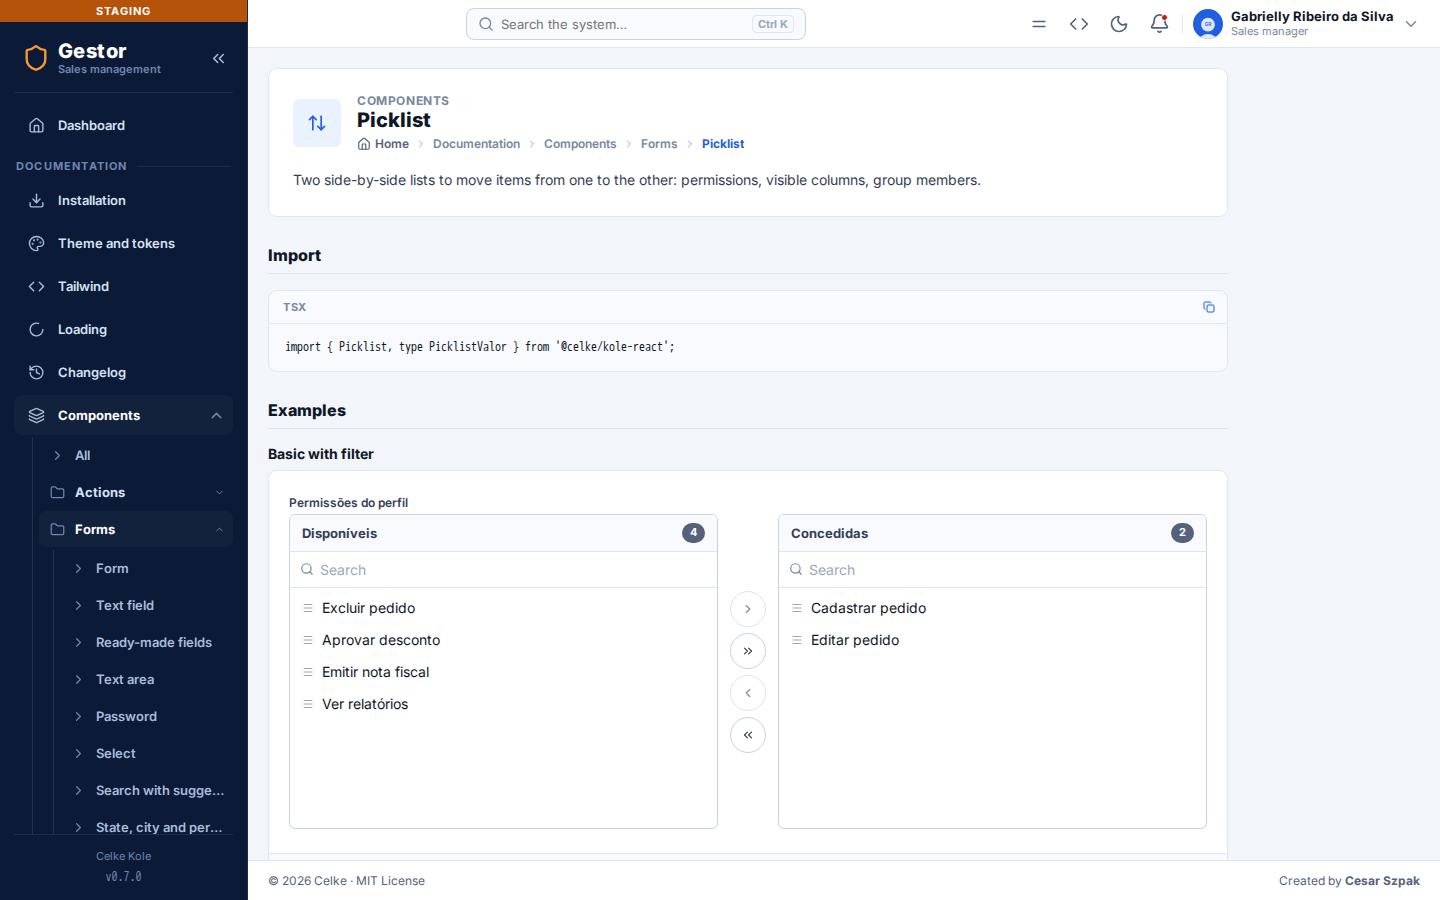 STAGING
Gestor
Sales management
Dashboard
DOCUMENTATION
Installation
Theme and tokens
Tailwind
Loading
Changelog
Components
All
Actions
Forms
Form
Text field
Ready-made fields
Text area
Password
Select
Search with sugge...
State, city and per...
Celke Kole
v0.7.0
Search the system...
Ctrl K
GR
Gabrielly Ribeiro da Silva
Sales manager
COMPONENTS
Picklist
Home
Documentation
Components
Forms
Picklist
Two side-by-side lists to move items from one to the other: permissions, visible columns, group members.
Import
TSX
import { Picklist, type PicklistValor } from '@celke/kole-react';
Examples
Basic with filter
Permissões do perfil
Disponíveis
4
Search
Excluir pedido
Aprovar desconto
Emitir nota fiscal
Ver relatórios
Concedidas
2
Search
Cadastrar pedido
Editar pedido
© 2026 Celke · MIT License
Created by Cesar Szpak